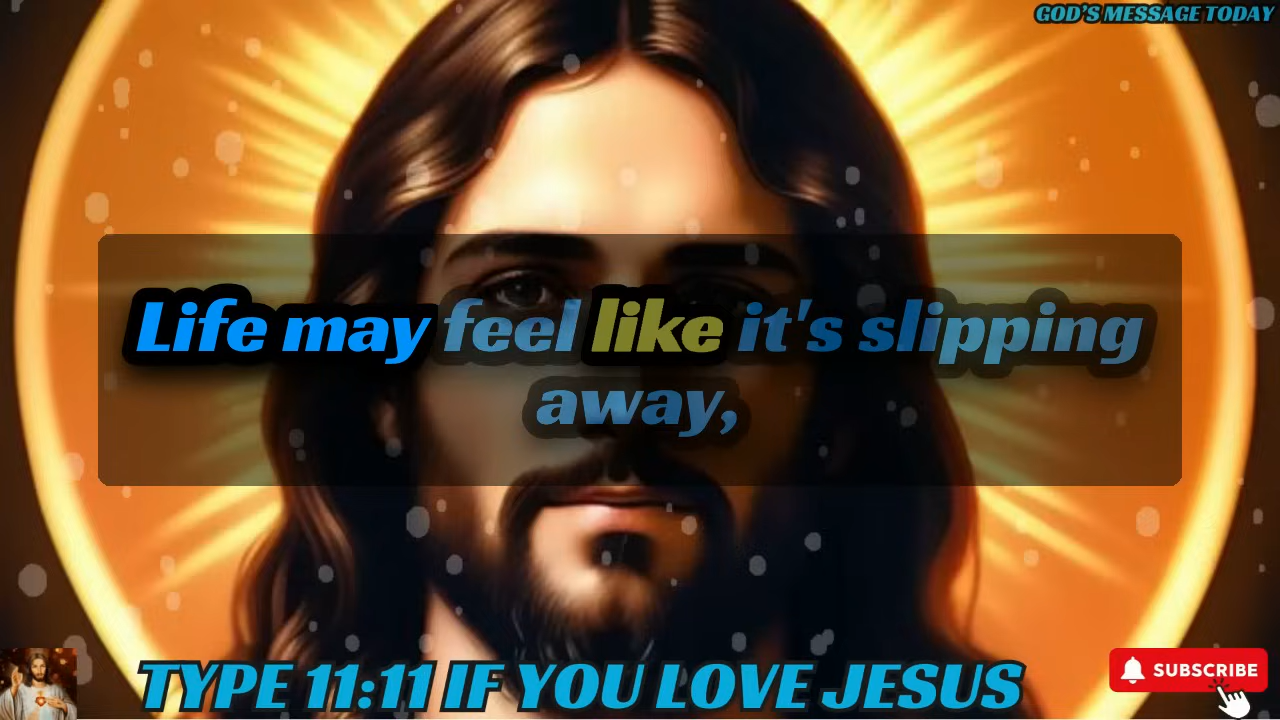 GOD'S MESSAGE TODAY
Life may feel like it's slipping
away,
TYPE 11:11 IF YOU LOVE JESUS
SUBSCRIBE